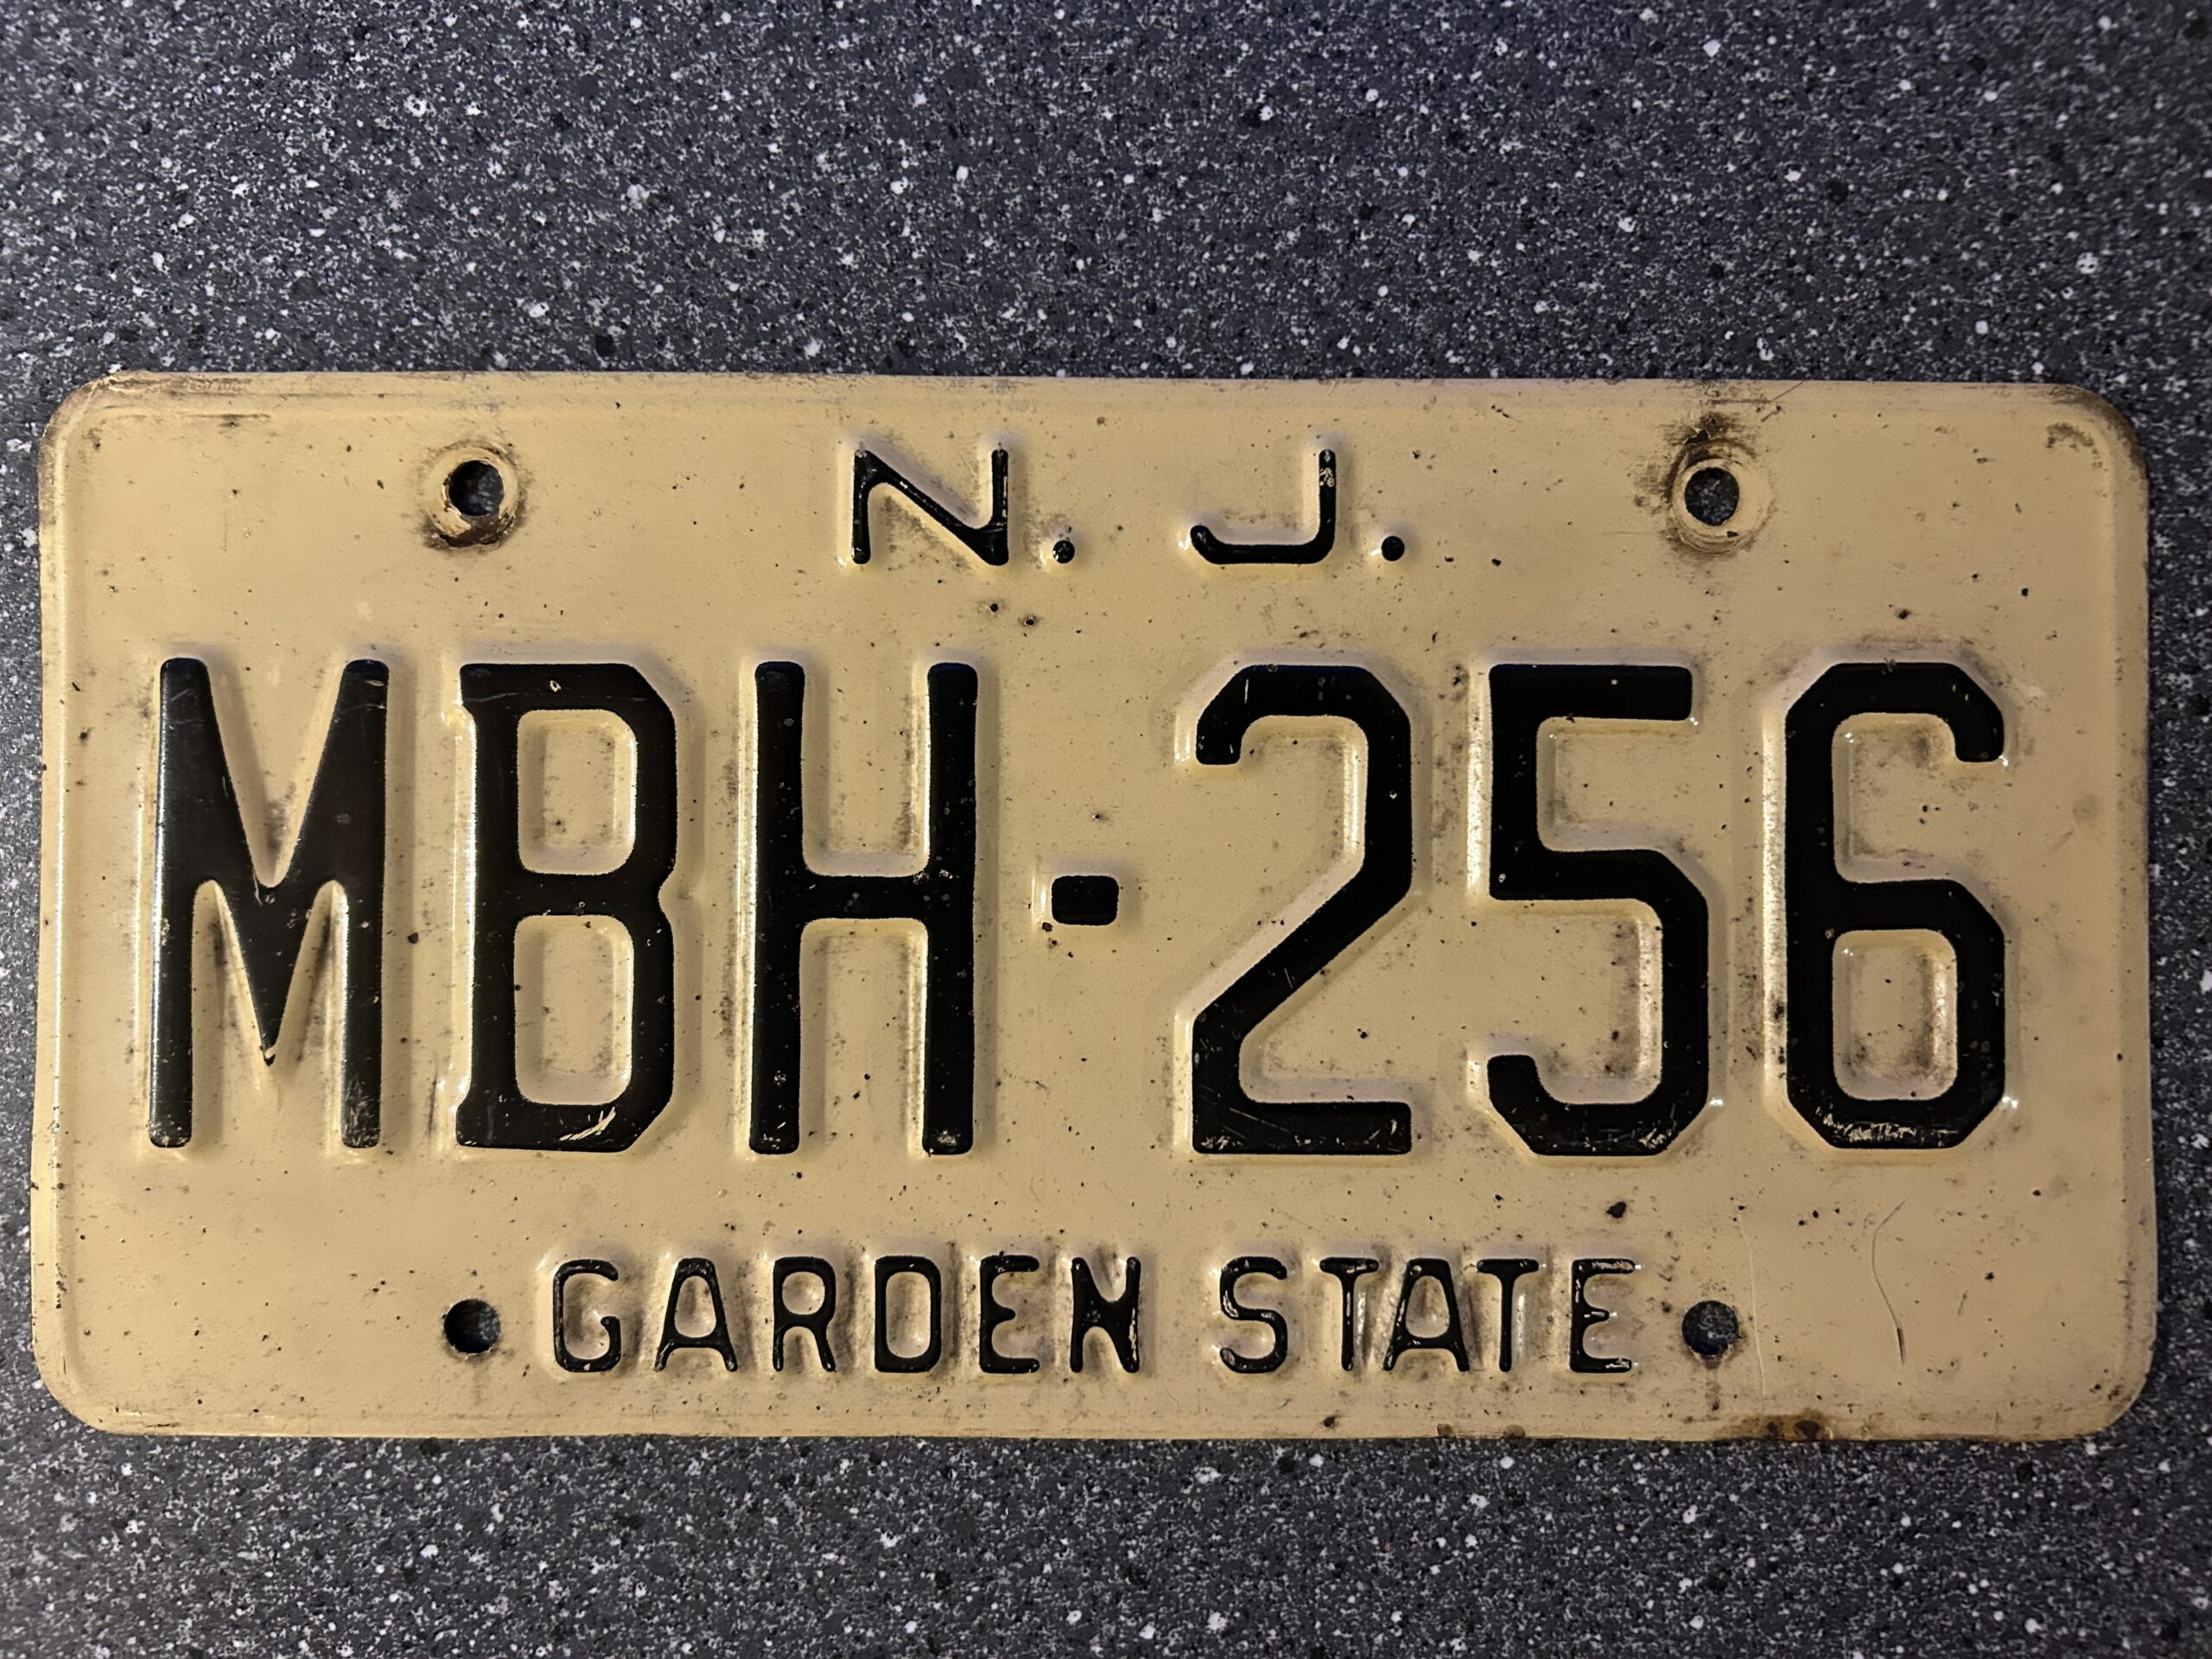 N. J.
MBH-256
GARDEN STATE